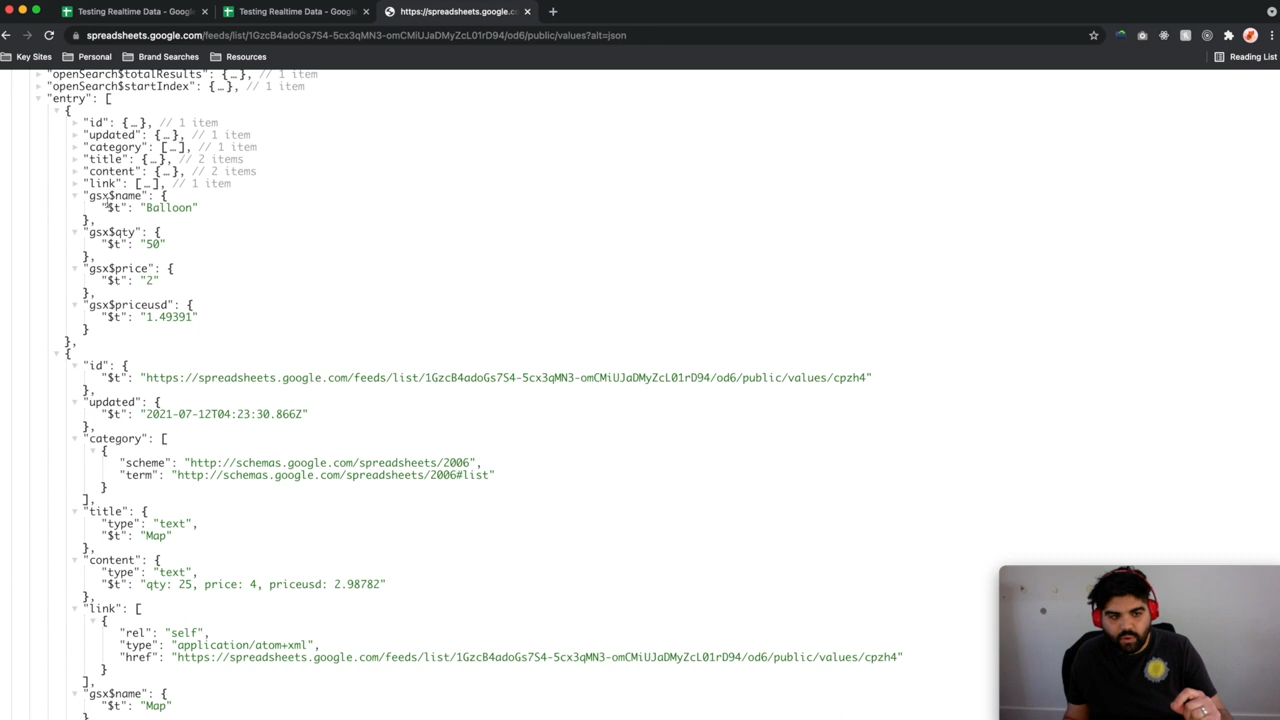 Testing Realtime Data - Google
Testing Realtime Data - Google
https://spreadsheets.google.c
spreadsheets.google.com/feeds/list/1GzcB4adoGs7S4-5cx3qMN3-omCMiUJaDMyZcL01rD94/od6/public/values?alt=json
Key Sites
Personal
Brand Searches
Resources
Reading List
"openSearch$totalResults": {…}, // 1 item
"openSearch$startIndex": {…}, // 1 item
"entry": [
{
"id": {…}, // 1 item
"updated": {…}, // 1 item
"category": […], // 1 item
"title": {…}, // 2 items
"content": {…}, // 2 items
"link": […], // 1 item
"gsx$name": {
"$t": "Balloon"
},
"gsx$qty": {
"$t": "50"
},
"gsx$price": {
"$t": "2"
},
"gsx$priceusd": {
"$t": "1.49391"
}
},
{
"id": {
"$t": "https://spreadsheets.google.com/feeds/list/1GzcB4adoGs7S4-5cx3qMN3-omCMiUJaDMyZcL01rD94/od6/public/values/cpzh4"
},
"updated": {
"$t": "2021-07-12T04:23:30.866Z"
},
"category": [
{
"scheme": "http://schemas.google.com/spreadsheets/2006",
"term": "http://schemas.google.com/spreadsheets/2006#list"
}
],
"title": {
"type": "text",
"$t": "Map"
},
"content": {
"type": "text",
"$t": "qty: 25, price: 4, priceusd: 2.98782"
},
"link": [
{
"rel": "self",
"type": "application/atom+xml",
"href": "https://spreadsheets.google.com/feeds/list/1GzcB4adoGs7S4-5cx3qMN3-omCMiUJaDMyZcL01rD94/od6/public/values/cpzh4"
}
],
"gsx$name": {
"$t": "Map"
},